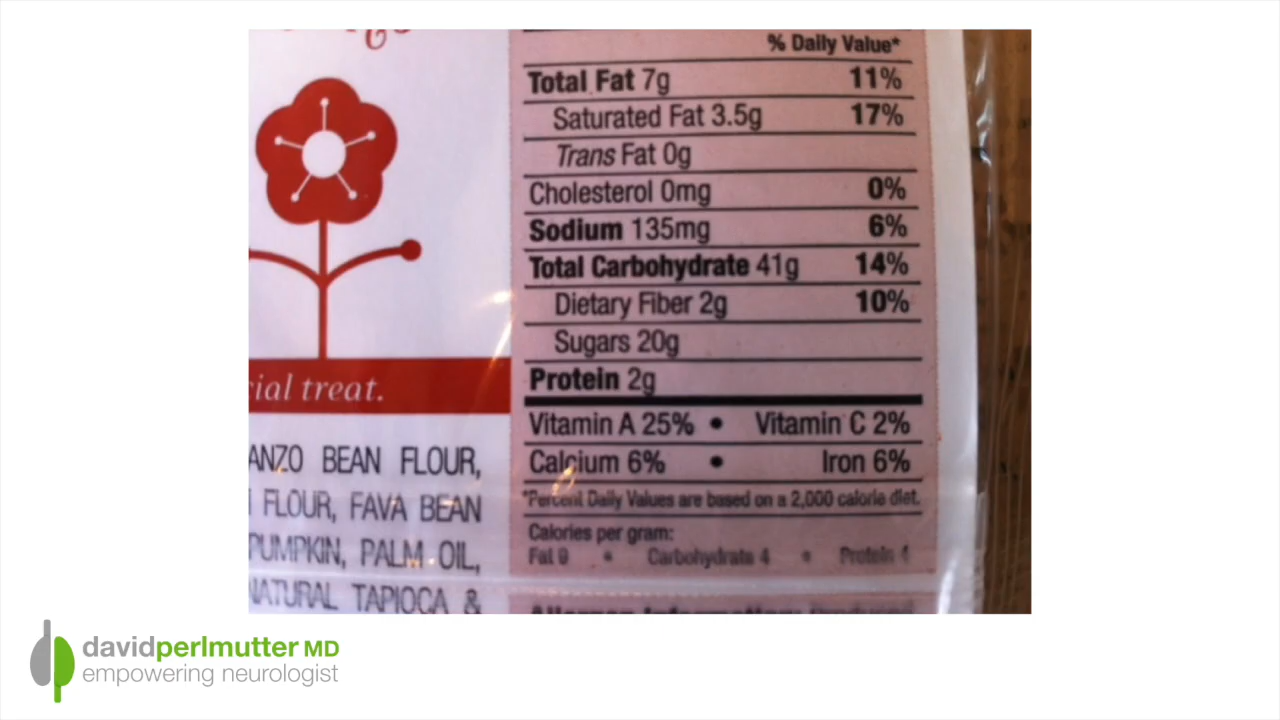 % Daily Value*
Total Fat 7g 11%
Saturated Fat 3.5g 17%
Trans Fat 0g
Cholesterol 0mg 0%
Sodium 135mg 6%
Total Carbohydrate 41g 14%
Dietary Fiber 2g 10%
Sugars 20g
Protein 2g
Vitamin A 25% • Vitamin C 2%
Calcium 6% • Iron 6%
*Percent Daily Values are based on a 2,000 calorie diet.
Calories per gram:
Fat 9 • Carbohydrate 4 • Protein 4
cial treat.
ANZO BEAN FLOUR,
FLOUR, FAVA BEAN
PUMPKIN, PALM OIL,
NATURAL TAPIOCA &
davidperlmutter MD
empowering neurologist